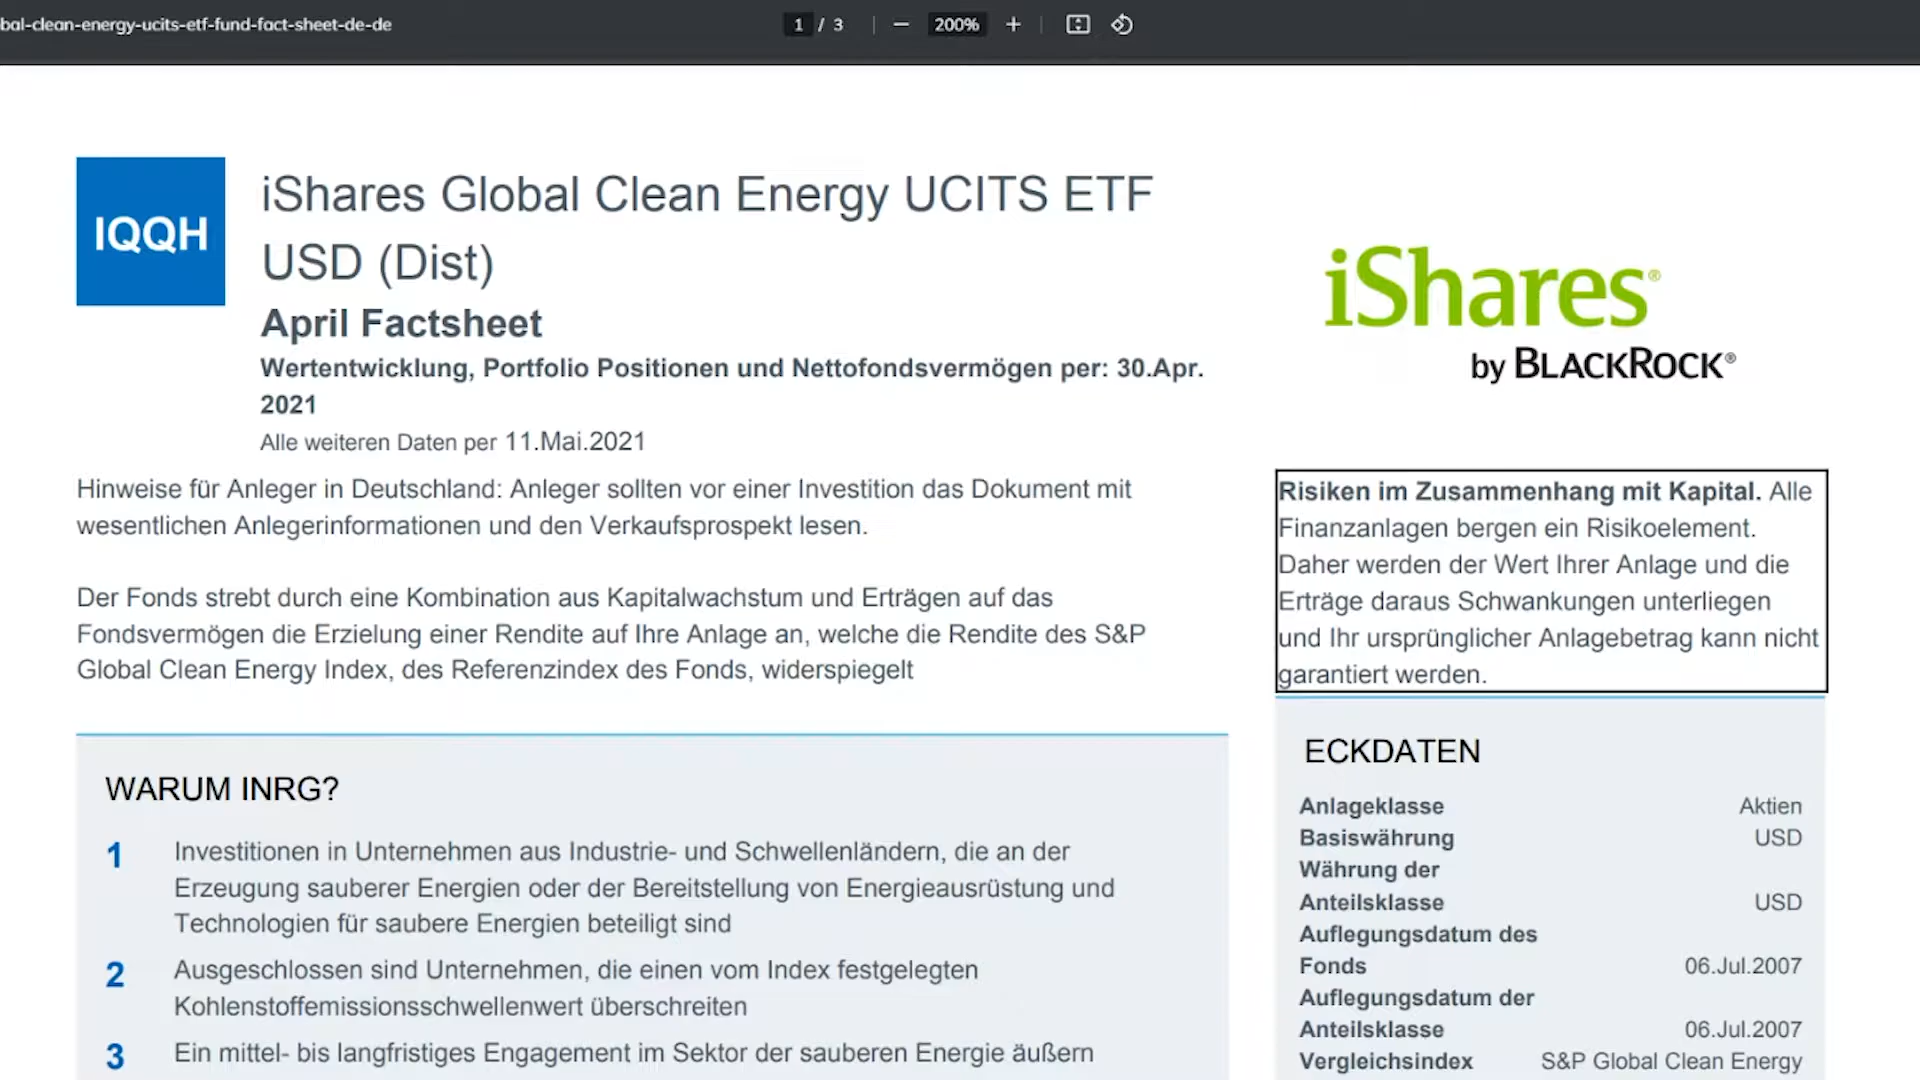 bal-clean-energy-ucits-etf-fund-fact-sheet-de-de
1 / 3
200%
IQQH
iShares Global Clean Energy UCITS ETF
USD (Dist)
April Factsheet
Wertentwicklung, Portfolio Positionen und Nettofondsvermögen per: 30.Apr.
2021
Alle weiteren Daten per 11.Mai.2021
iShares®
by BLACKROCK®
Hinweise für Anleger in Deutschland: Anleger sollten vor einer Investition das Dokument mit
wesentlichen Anlegerinformationen und den Verkaufsprospekt lesen.
Der Fonds strebt durch eine Kombination aus Kapitalwachstum und Erträgen auf das
Fondsvermögen die Erzielung einer Rendite auf Ihre Anlage an, welche die Rendite des S&P
Global Clean Energy Index, des Referenzindex des Fonds, widerspiegelt
WARUM INRG?
1 Investitionen in Unternehmen aus Industrie- und Schwellenländern, die an der
Erzeugung sauberer Energien oder der Bereitstellung von Energieausrüstung und
Technologien für saubere Energien beteiligt sind
2 Ausgeschlossen sind Unternehmen, die einen vom Index festgelegten
Kohlenstoffemissionsschwellenwert überschreiten
3 Ein mittel- bis langfristiges Engagement im Sektor der sauberen Energie äußern
Risiken im Zusammenhang mit Kapital. Alle
Finanzanlagen bergen ein Risikoelement.
Daher werden der Wert Ihrer Anlage und die
Erträge daraus Schwankungen unterliegen
und Ihr ursprünglicher Anlagebetrag kann nicht
garantiert werden.
ECKDATEN
Anlageklasse Aktien
Basiswährung USD
Währung der
Anteilsklasse USD
Auflegungsdatum des
Fonds 06.Jul.2007
Auflegungsdatum der
Anteilsklasse 06.Jul.2007
Vergleichsindex S&P Global Clean Energy